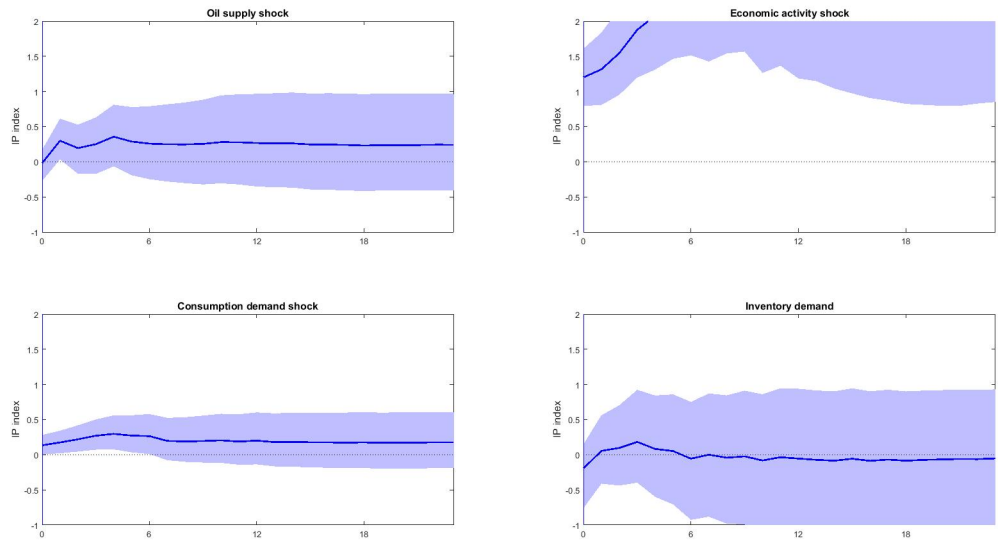 Oil supply shock
IP index
2
1.5
1
0.5
0
-0.5
-1
0 6 12 18
Economic activity shock
IP index
2
1.5
1
0.5
0
-0.5
-1
0 6 12 18
Consumption demand shock
IP index
2
1.5
1
0.5
0
-0.5
-1
0 6 12 18
Inventory demand
IP index
2
1.5
1
0.5
0
-0.5
-1
0 6 12 18